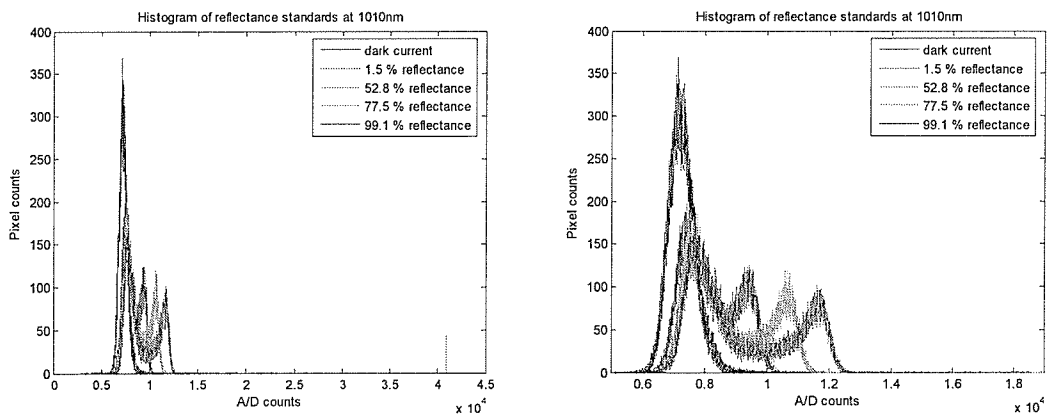 Histogram of reflectance standards at 1010nm
400
350
300
250
200
150
100
50
0
Pixel counts
dark current
1.5 % reflectance
52.8 % reflectance
77.5 % reflectance
99.1 % reflectance
0 0.5 1 1.5 2 2.5 3 3.5 4 4.5
A/D counts
x 10^4
Histogram of reflectance standards at 1010nm
400
350
300
250
200
150
100
50
0
Pixel counts
dark current
1.5 % reflectance
52.8 % reflectance
77.5 % reflectance
99.1 % reflectance
0.6 0.8 1 1.2 1.4 1.6 1.8
A/D counts
x 10^4